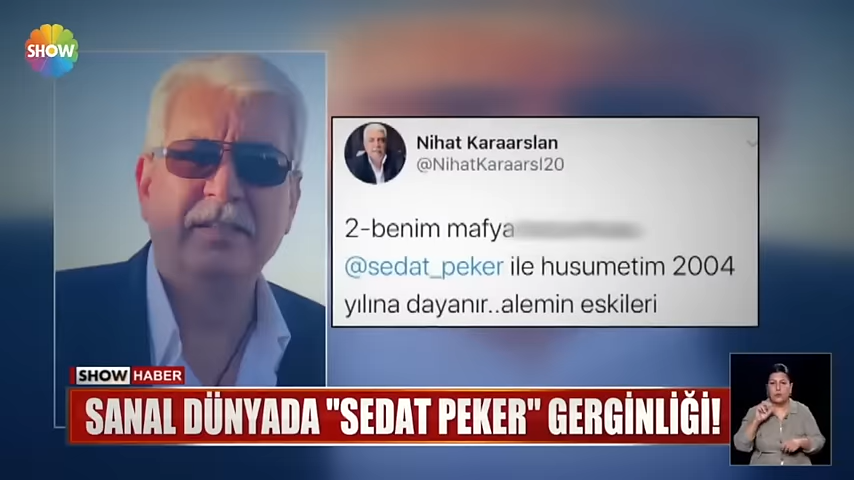 SHOW
Nihat Karaarslan
@NihatKaraarsl20
2-benim mafya
@sedat_peker ile husumetim 2004
yılına dayanır..alemin eskileri
SHOW HABER
SANAL DÜNYADA "SEDAT PEKER" GERGİNLİĞİ!